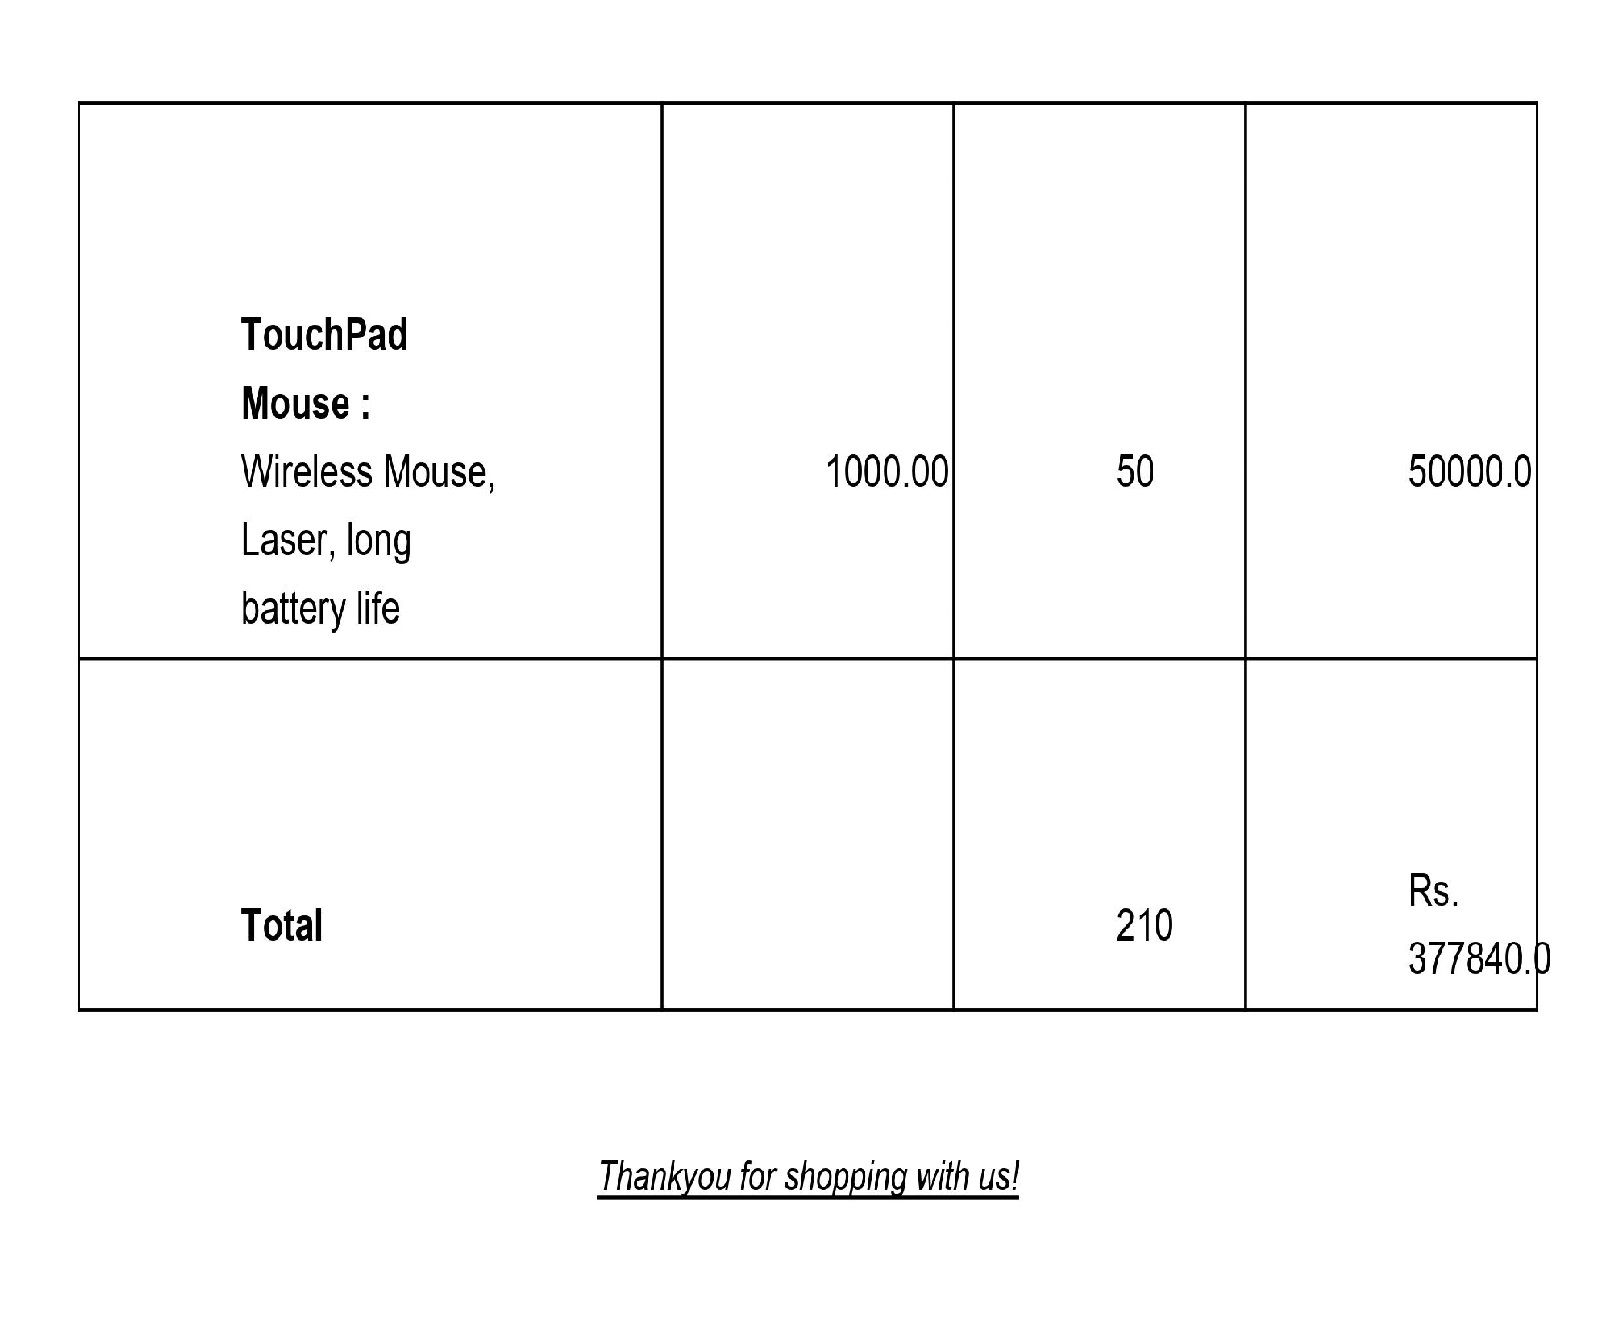 TouchPad
Mouse :
Wireless Mouse,
Laser, long
battery life
1000.00
50
50000.0
Total
210
Rs.
377840.0
Thankyou for shopping with us!